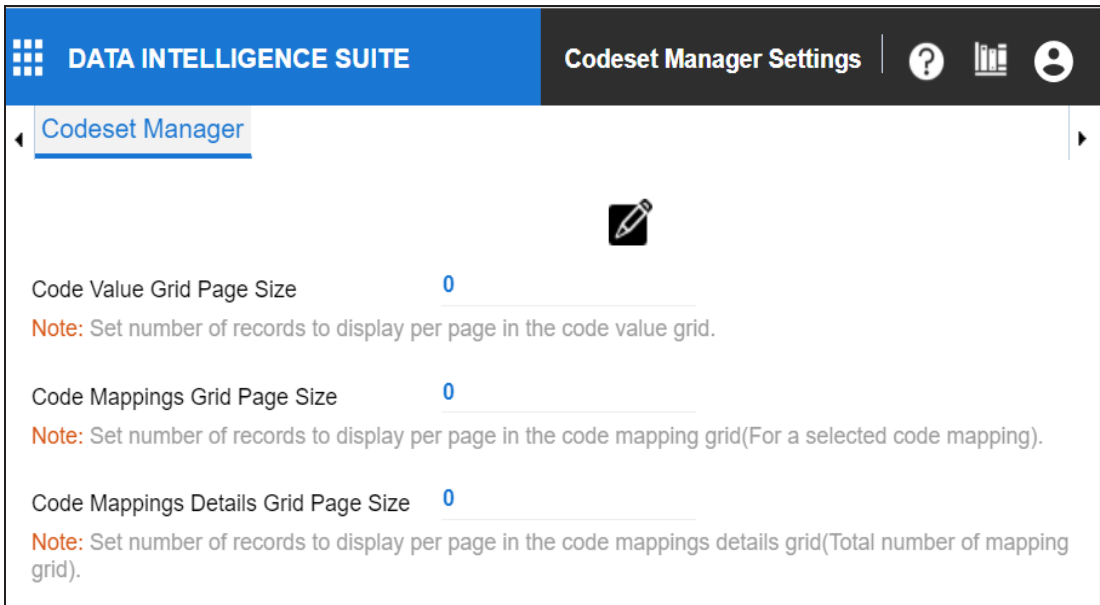 DATA INTELLIGENCE SUITE
Codeset Manager Settings
Codeset Manager
Code Value Grid Page Size 0
Note: Set number of records to display per page in the code value grid.
Code Mappings Grid Page Size 0
Note: Set number of records to display per page in the code mapping grid(For a selected code mapping).
Code Mappings Details Grid Page Size 0
Note: Set number of records to display per page in the code mappings details grid(Total number of mapping
grid).